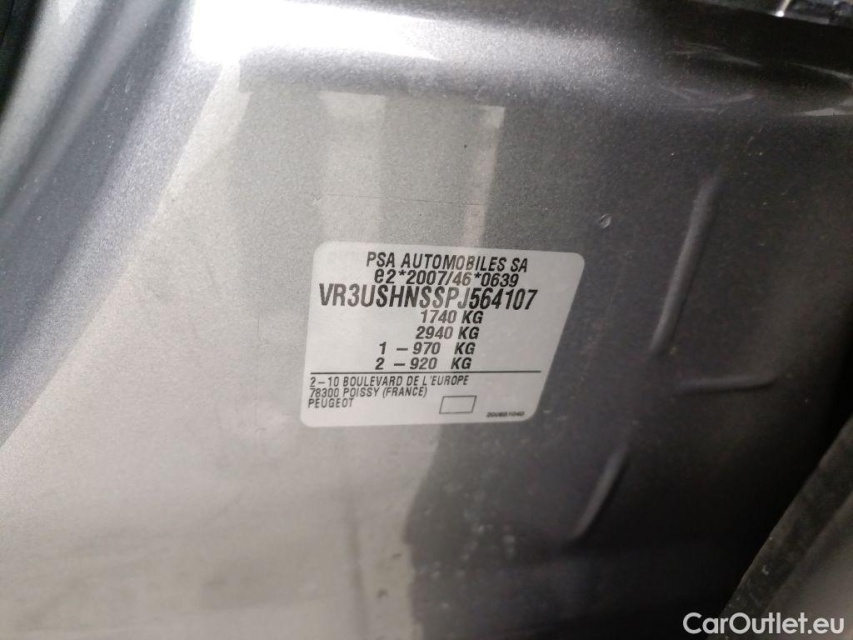 PSA AUTOMOBILES SA
e2*2007/46*0639
VR3USHNSSPJ564107
1740 KG
2940 KG
1 - 970 KG
2 - 920 KG
2-10 BOULEVARD DE L'EUROPE
78300 POISSY (FRANCE)
PEUGEOT
CarOutlet.eu